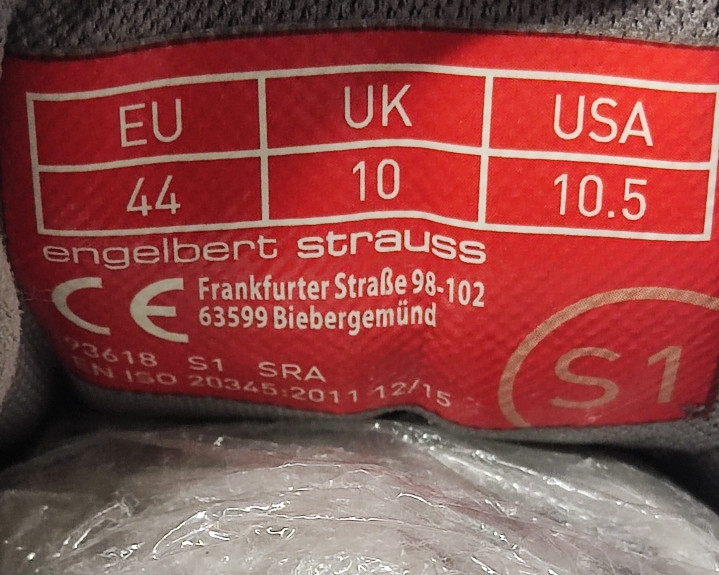 EU UK USA
44 10 10.5
engelbert strauss
CE Frankfurter Straße 98-102
63599 Biebergemünd
93618 S1 SRA
EN ISO 20345:2011 12/15
S1